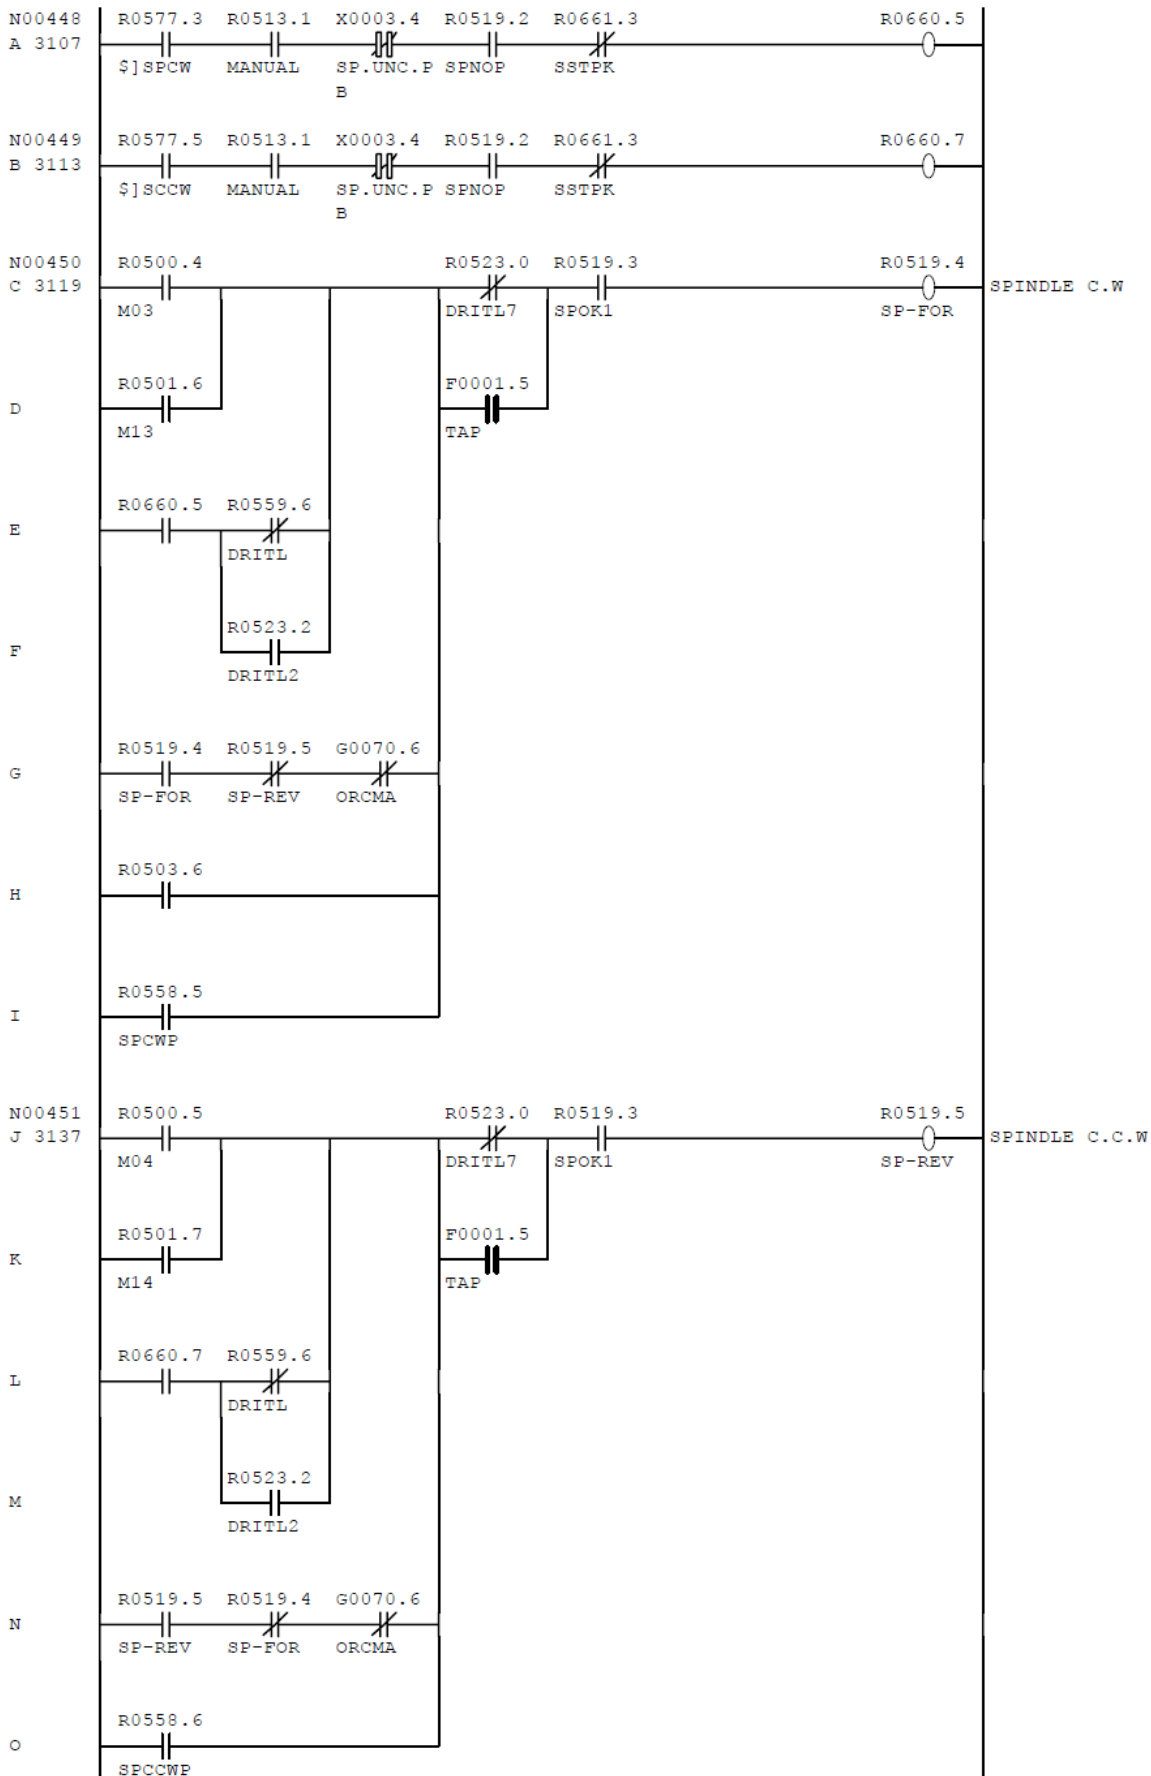 N00448 R0577.3 R0513.1 X0003.4 R0519.2 R0661.3 R0660.5
A 3107
$]SPCW MANUAL SP.UNC.P SPNOP SSTPK
B
N00449 R0577.5 R0513.1 X0003.4 R0519.2 R0661.3 R0660.7
B 3113
$]SCCW MANUAL SP.UNC.P SPNOP SSTPK
B
N00450 R0500.4 R0523.0 R0519.3 R0519.4
C 3119 SPINDLE C.W
M03 DRITL7 SPOK1 SP-FOR
R0501.6 F0001.5
D
M13 TAP
R0660.5 R0559.6
E
DRITL
R0523.2
F
DRITL2
R0519.4 R0519.5 G0070.6
G
SP-FOR SP-REV ORCMA
R0503.6
H
R0558.5
I
SPCWP
N00451 R0500.5 R0523.0 R0519.3 R0519.5
J 3137 SPINDLE C.C.W
M04 DRITL7 SPOK1 SP-REV
R0501.7 F0001.5
K
M14 TAP
R0660.7 R0559.6
L
DRITL
R0523.2
M
DRITL2
R0519.5 R0519.4 G0070.6
N
SP-REV SP-FOR ORCMA
R0558.6
O
SPCCWP